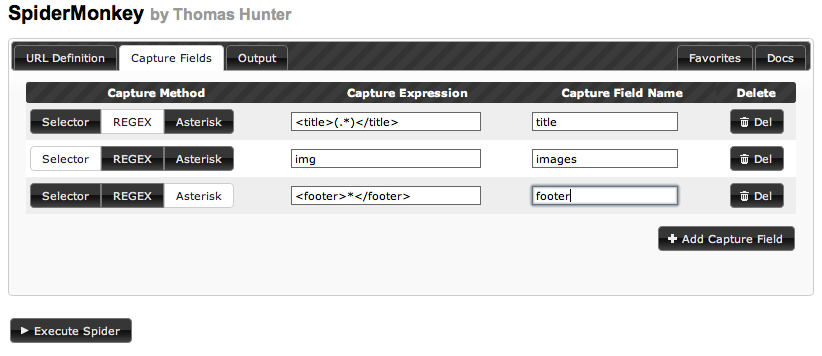 SpiderMonkey by Thomas Hunter
URL Definition Capture Fields Output Favorites Docs
Capture Method Capture Expression Capture Field Name Delete
Selector REGEX Asterisk <title>(.*)</title> title Del
Selector REGEX Asterisk img images Del
Selector REGEX Asterisk <footer>*</footer> footer Del
Add Capture Field
Execute Spider